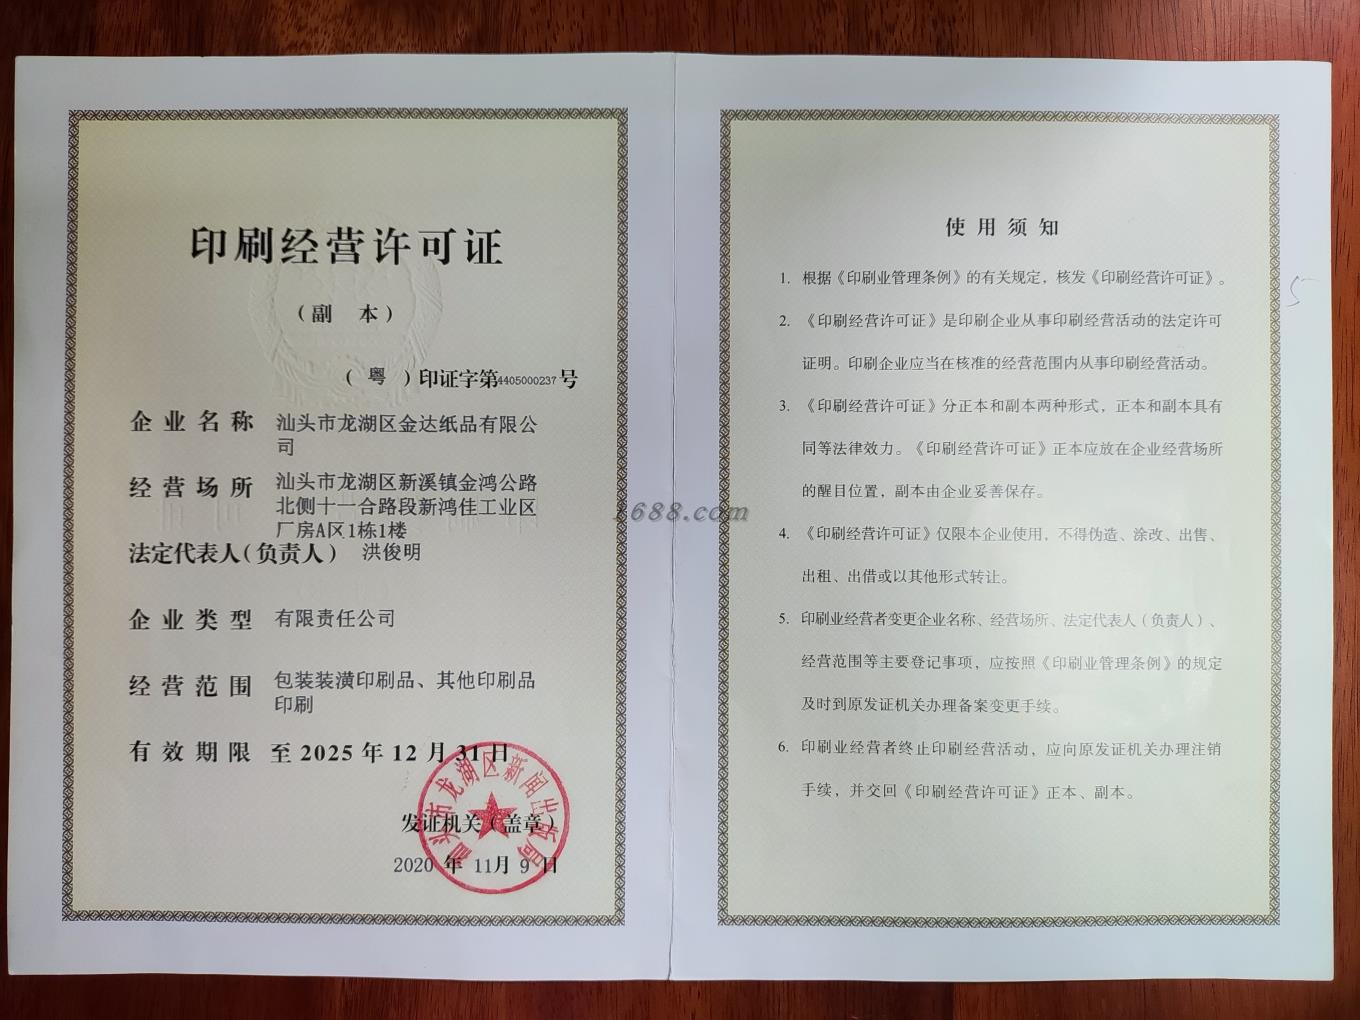 印刷经营许可证
（副 本）
（ 粤 ）印证字第4405000237号
企业名称 汕头市龙湖区金达纸品有限公
司
经营场所 汕头市龙湖区新溪镇金鸿公路
北侧十一合路段新鸿佳工业区
厂房A区1栋1楼
法定代表人（负责人） 洪俊明
企业类型 有限责任公司
经营范围 包装装潢印刷品、其他印刷品
印刷
有效期限 至 2025 年 12 月 31 日
发证机关（盖章）
2020 年 11月 9 日
汕头市龙湖区新闻出版局
使用须知
1. 根据《印刷业管理条例》的有关规定，核发《印刷经营许可证》。
2. 《印刷经营许可证》是印刷企业从事印刷经营活动的法定许可
证明。印刷企业应当在核准的经营范围内从事印刷经营活动。
3. 《印刷经营许可证》分正本和副本两种形式，正本和副本具有
同等法律效力。《印刷经营许可证》正本应放在企业经营场所
的醒目位置，副本由企业妥善保存。
4. 《印刷经营许可证》仅限本企业使用，不得伪造、涂改、出售、
出租、出借或以其他形式转让。
5. 印刷业经营者变更企业名称、经营场所、法定代表人（负责人）、
经营范围等主要登记事项，应按照《印刷业管理条例》的规定
及时到原发证机关办理备案变更手续。
6. 印刷业经营者终止印刷经营活动，应向原发证机关办理注销
手续，并交回《印刷经营许可证》正本、副本。
5
1688.com